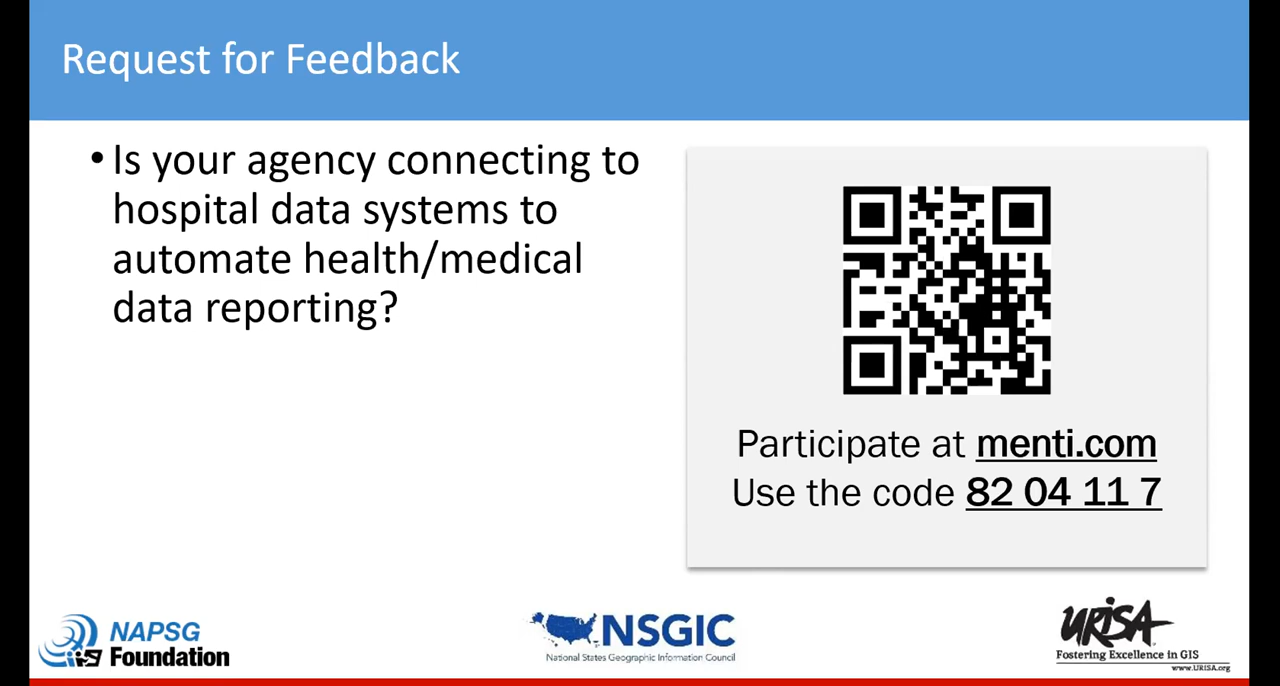 Request for Feedback
• Is your agency connecting to
hospital data systems to
automate health/medical
data reporting?
Participate at menti.com
Use the code 82 04 11 7
NAPSG
Foundation
NSGIC
National States Geographic Information Council
URISA
Fostering Excellence in GIS
www.URISA.org